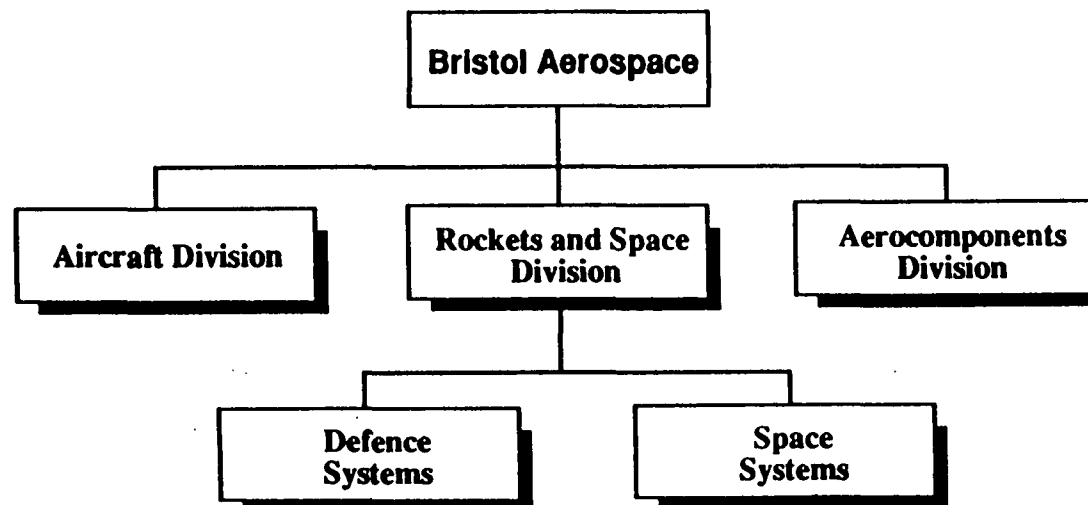 Bristol Aerospace
Aircraft Division
Rockets and Space
Division
Aerocomponents
Division
Defence
Systems
Space
Systems